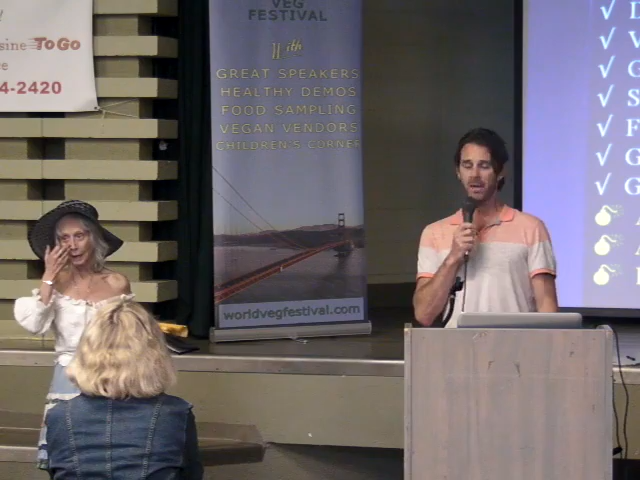 sine ToGo
e
4-2420
VEG
FESTIVAL
11th
GREAT SPEAKERS
HEALTHY DEMOS
FOOD SAMPLING
VEGAN VENDORS
CHILDREN'S CORNER
worldvegfestival.com
✓
✓ V
✓ G
✓ S
✓ F
✓ G
✓ G